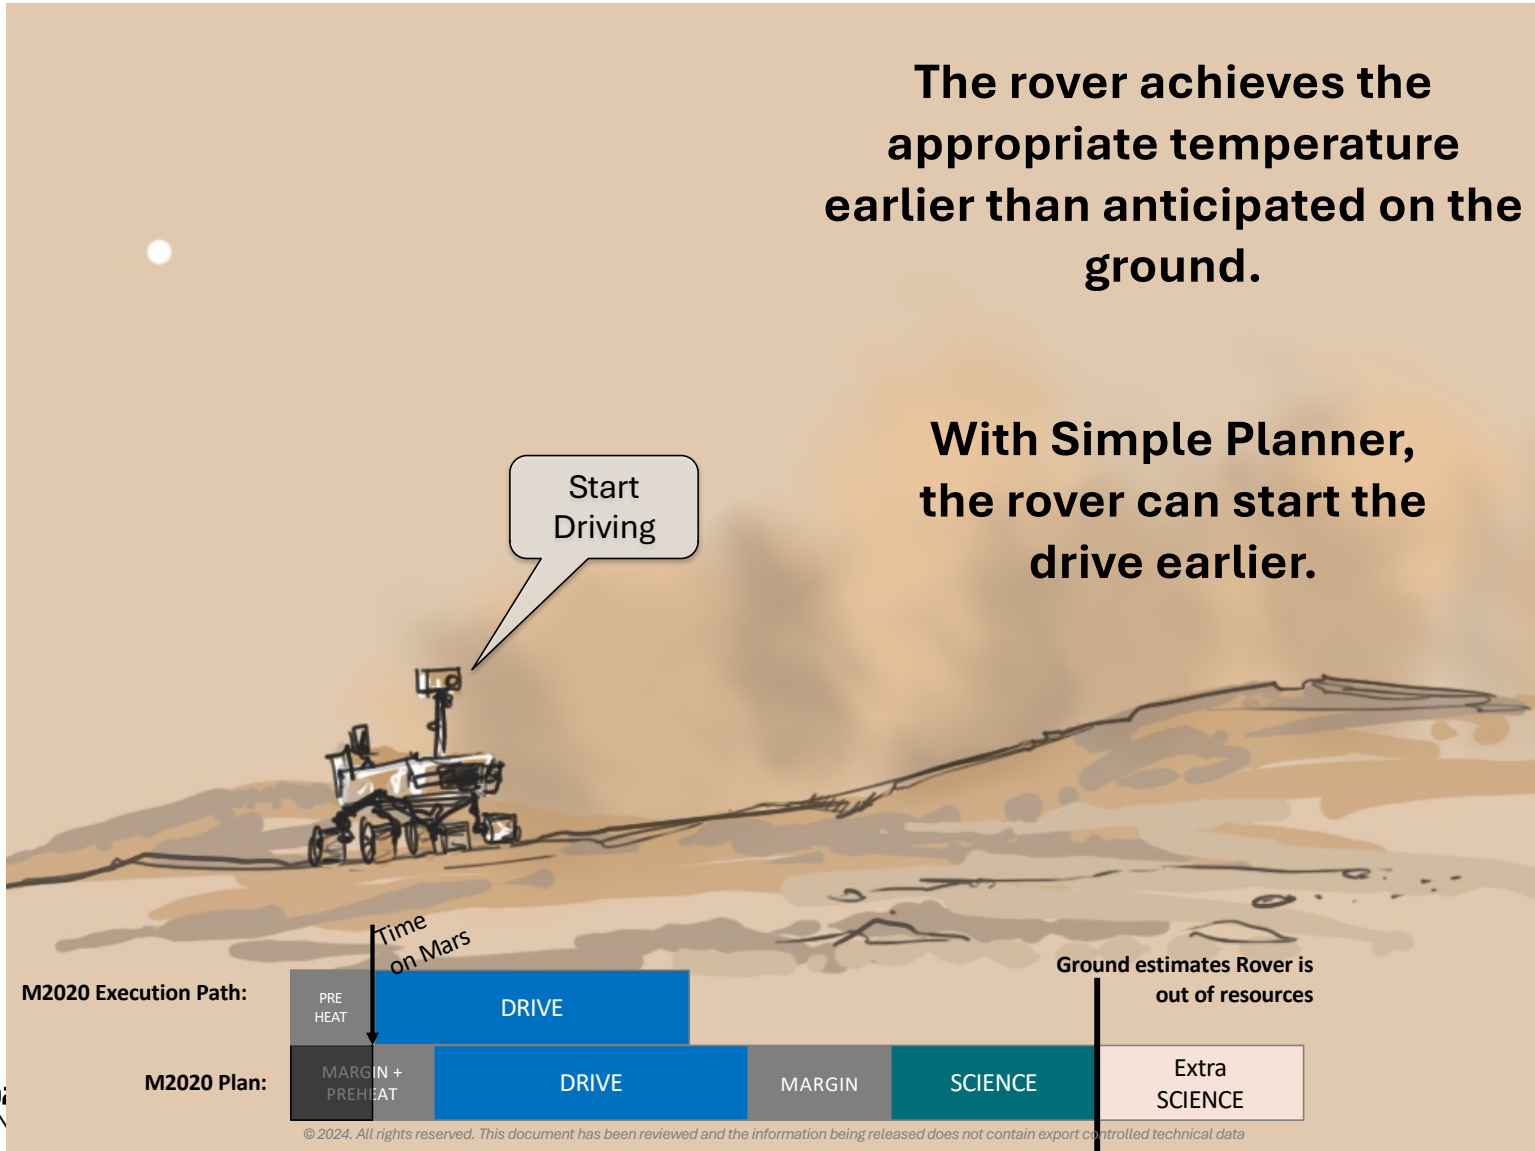 The rover achieves the
appropriate temperature
earlier than anticipated on the
ground.
With Simple Planner,
the rover can start the
drive earlier.
Start
Driving
Time
on Mars
Ground estimates Rover is
out of resources
M2020 Execution Path:
PRE
HEAT
DRIVE
M2020 Plan:
MARGIN +
PREHEAT
DRIVE
MARGIN
SCIENCE
Extra
SCIENCE
© 2024. All rights reserved. This document has been reviewed and the information being released does not contain export controlled technical data